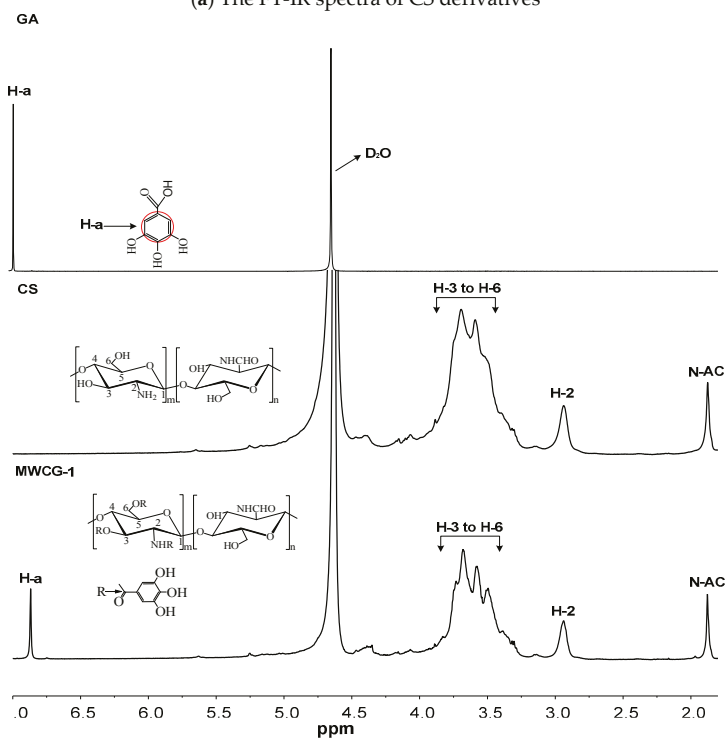 (a) The FT-IR spectra of CS derivatives
GA
H-a
D₂O
O
OH
H-a
HO
OH
HO
CS
H-3 to H-6
4
6
OH
O
5
HO
3
2
NH₂
1
m
O
OH
NHCHO
HO
O
n
H-2
N-AC
MWCG-1
4
6
OR
O
5
RO
3
2
NHR
1
m
O
OH
NHCHO
HO
O
n
H-3 to H-6
H-a
R
O
OH
OH
OH
H-2
N-AC
.0 6.5 6.0 5.5 5.0 4.5 4.0 3.5 3.0 2.5 2.0
ppm